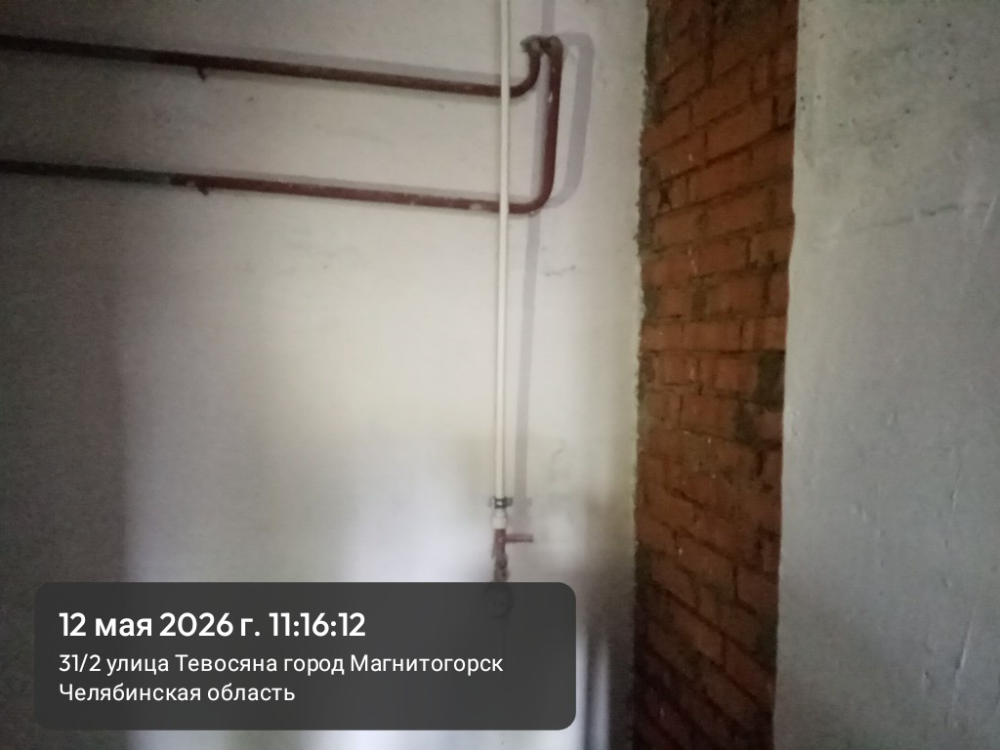 12 мая 2026 г. 11:16:12
31/2 улица Тевосяна город Магнитогорск
Челябинская область